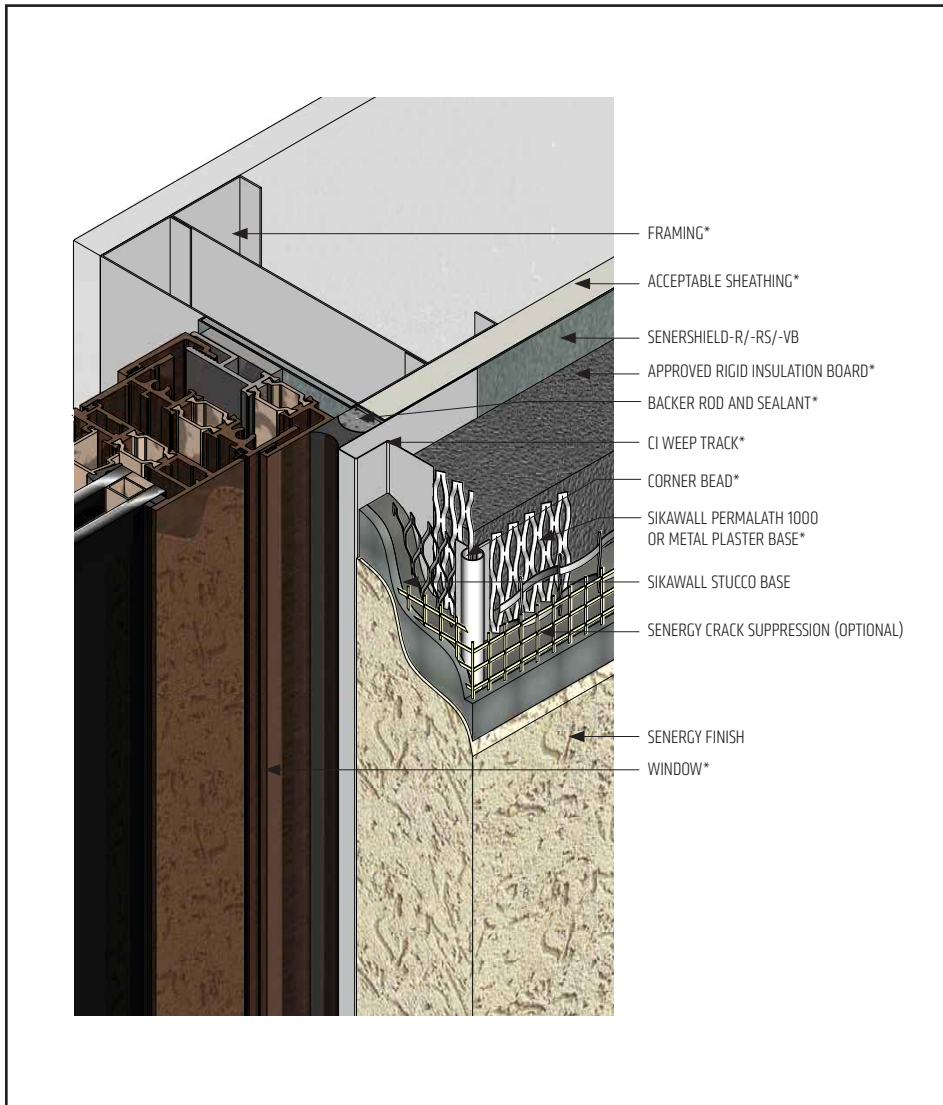 FRAMING*
ACCEPTABLE SHEATHING*
SENERSHIELD-R/-RS/-VB
APPROVED RIGID INSULATION BOARD*
BACKER ROD AND SEALANT*
CI WEEP TRACK*
CORNER BEAD*
SIKAWALL PERMALATH 1000
OR METAL PLASTER BASE*
SIKAWALL STUCCO BASE
SENERGY CRACK SUPPRESSION (OPTIONAL)
SENERGY FINISH
WINDOW*